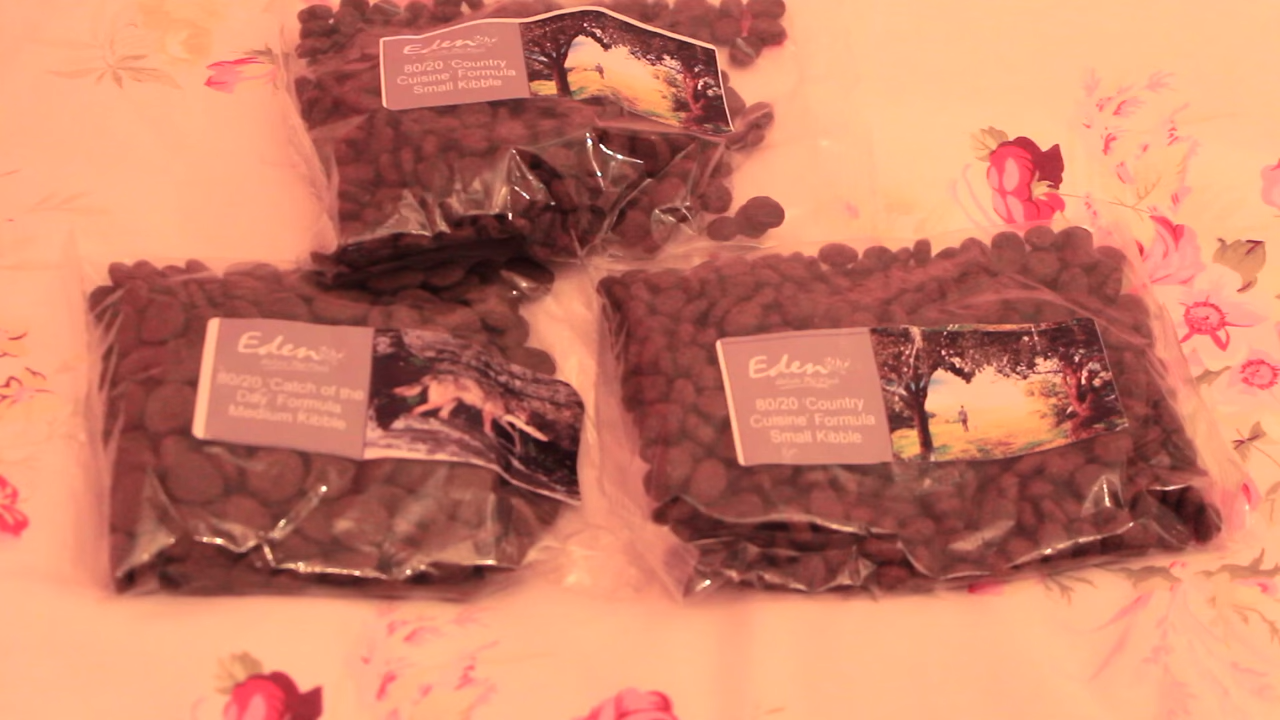 Eden
80/20 'Country
Cuisine' Formula
Small Kibble
Eden
80/20 'Catch of the
Day' Formula
Medium Kibble
Eden
80/20 'Country
Cuisine' Formula
Small Kibble